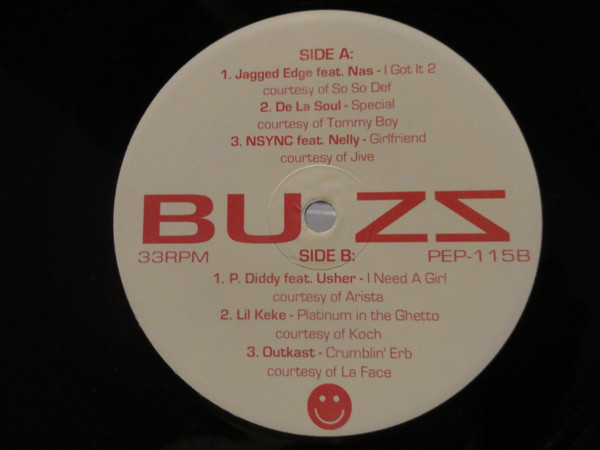 SIDE A:
1. Jagged Edge feat. Nas - I Got It 2
courtesy of So So Def
2. De La Soul - Special
courtesy of Tommy Boy
3. NSYNC feat. Nelly - Girlfriend
courtesy of Jive
BUZZ
33RPM SIDE B: PEP-115B
1. P. Diddy feat. Usher - I Need A Girl
courtesy of Arista
2. Lil Keke - Platinum in the Ghetto
courtesy of Koch
3. Outkast - Crumblin' Erb
courtesy of La Face